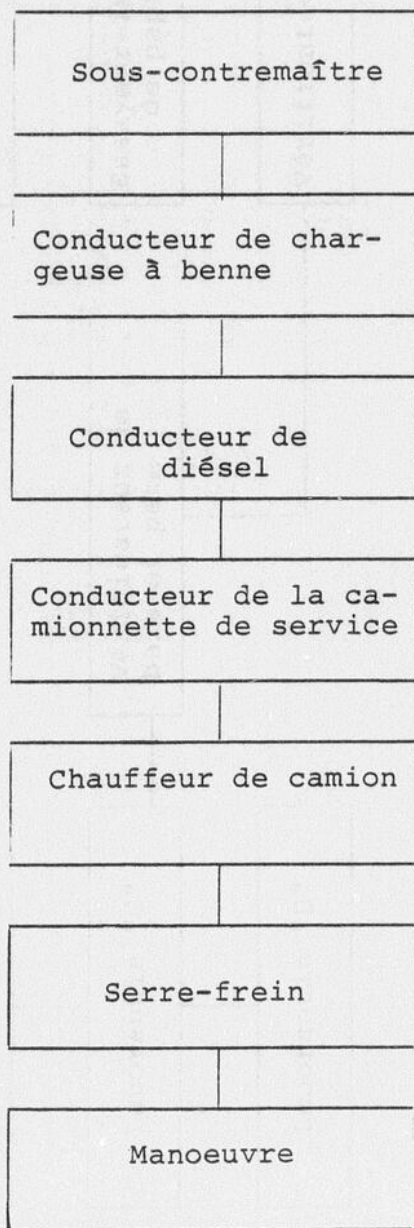 Sous-contremaître
Conducteur de char-
geuse à benne
Conducteur de
diésel
Conducteur de la ca-
mionnette de service
Chauffeur de camion
Serre-frein
Manoeuvre